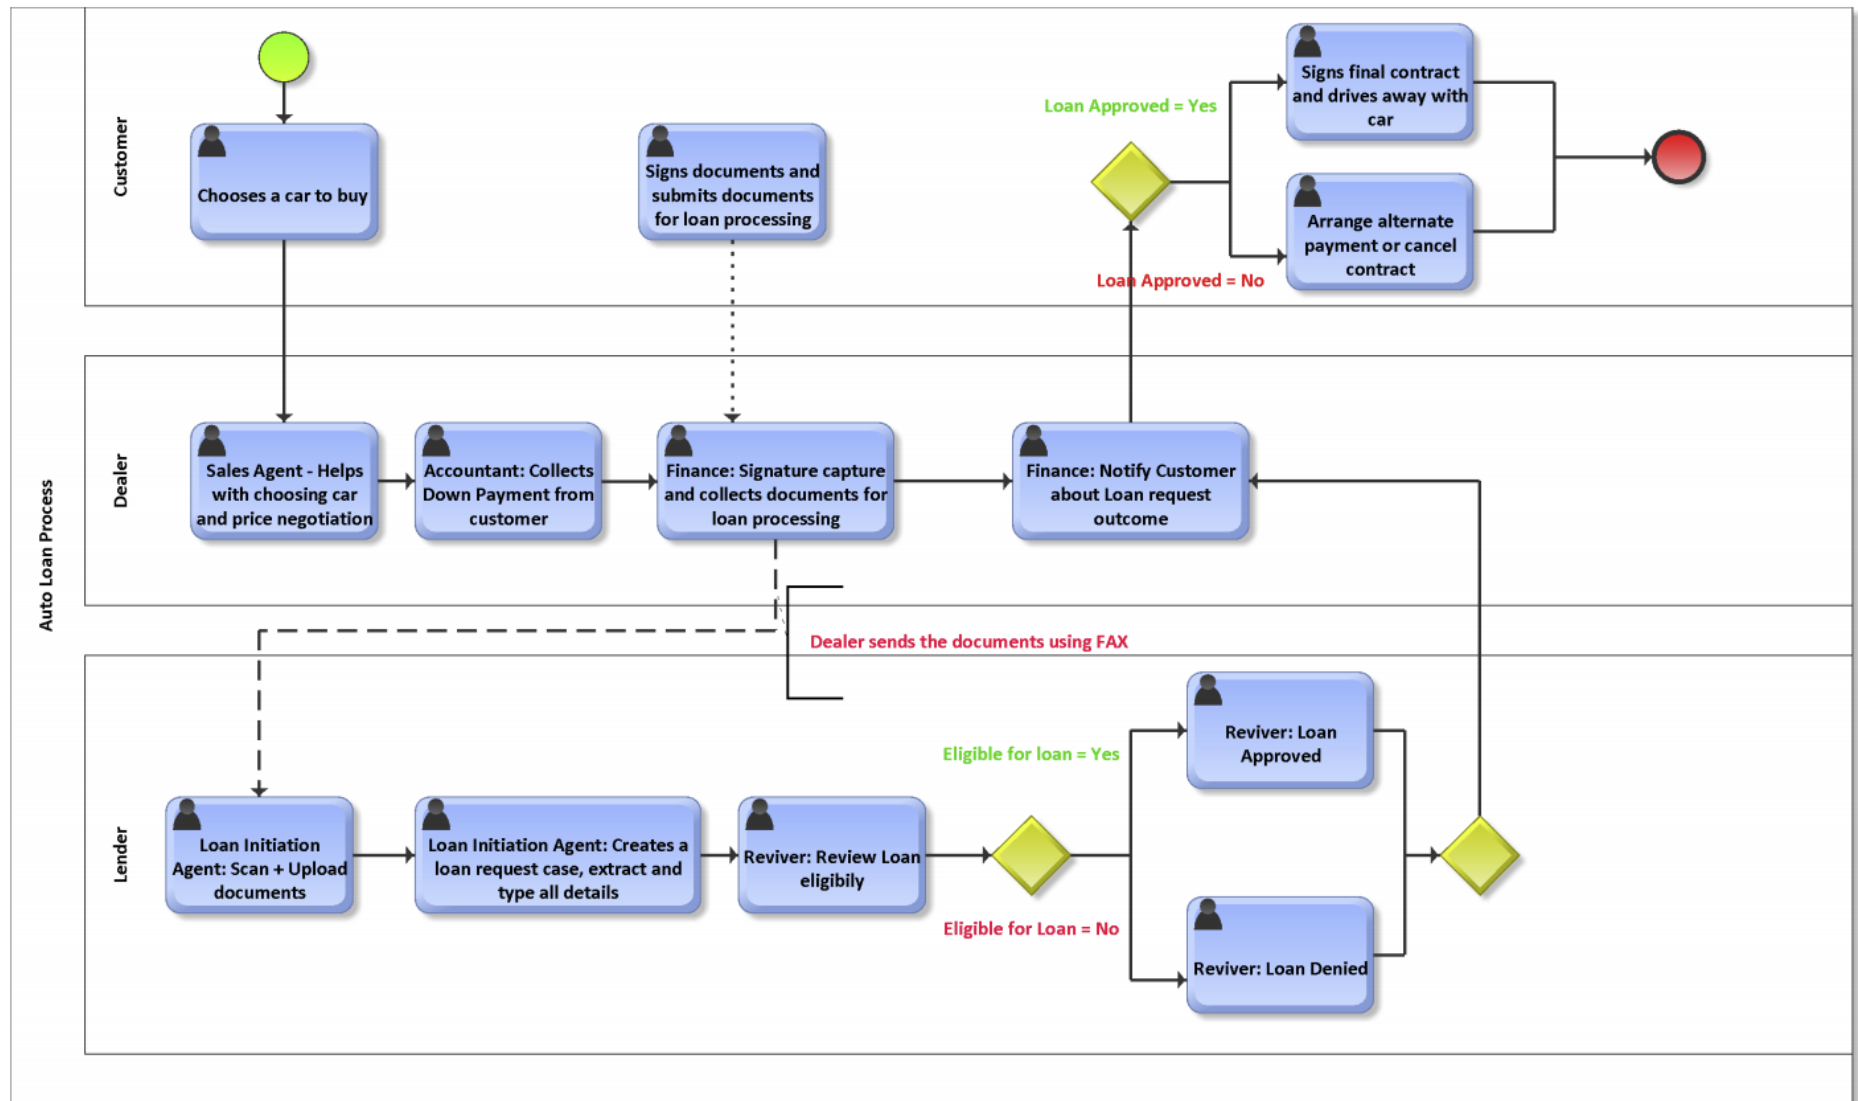 Auto Loan Process
Customer
Chooses a car to buy
Signs documents and
submits documents
for loan processing
Loan Approved = Yes
Loan Approved = No
Signs final contract
and drives away with
car
Arrange alternate
payment or cancel
contract
Dealer
Sales Agent - Helps
with choosing car
and price negotiation
Accountant: Collects
Down Payment from
customer
Finance: Signature capture
and collects documents for
loan processing
Finance: Notify Customer
about Loan request
outcome
Dealer sends the documents using FAX
Lender
Loan Initiation
Agent: Scan + Upload
documents
Loan Initiation Agent: Creates a
loan request case, extract and
type all details
Reviver: Review Loan
eligibily
Eligible for loan = Yes
Eligible for Loan = No
Reviver: Loan
Approved
Reviver: Loan Denied